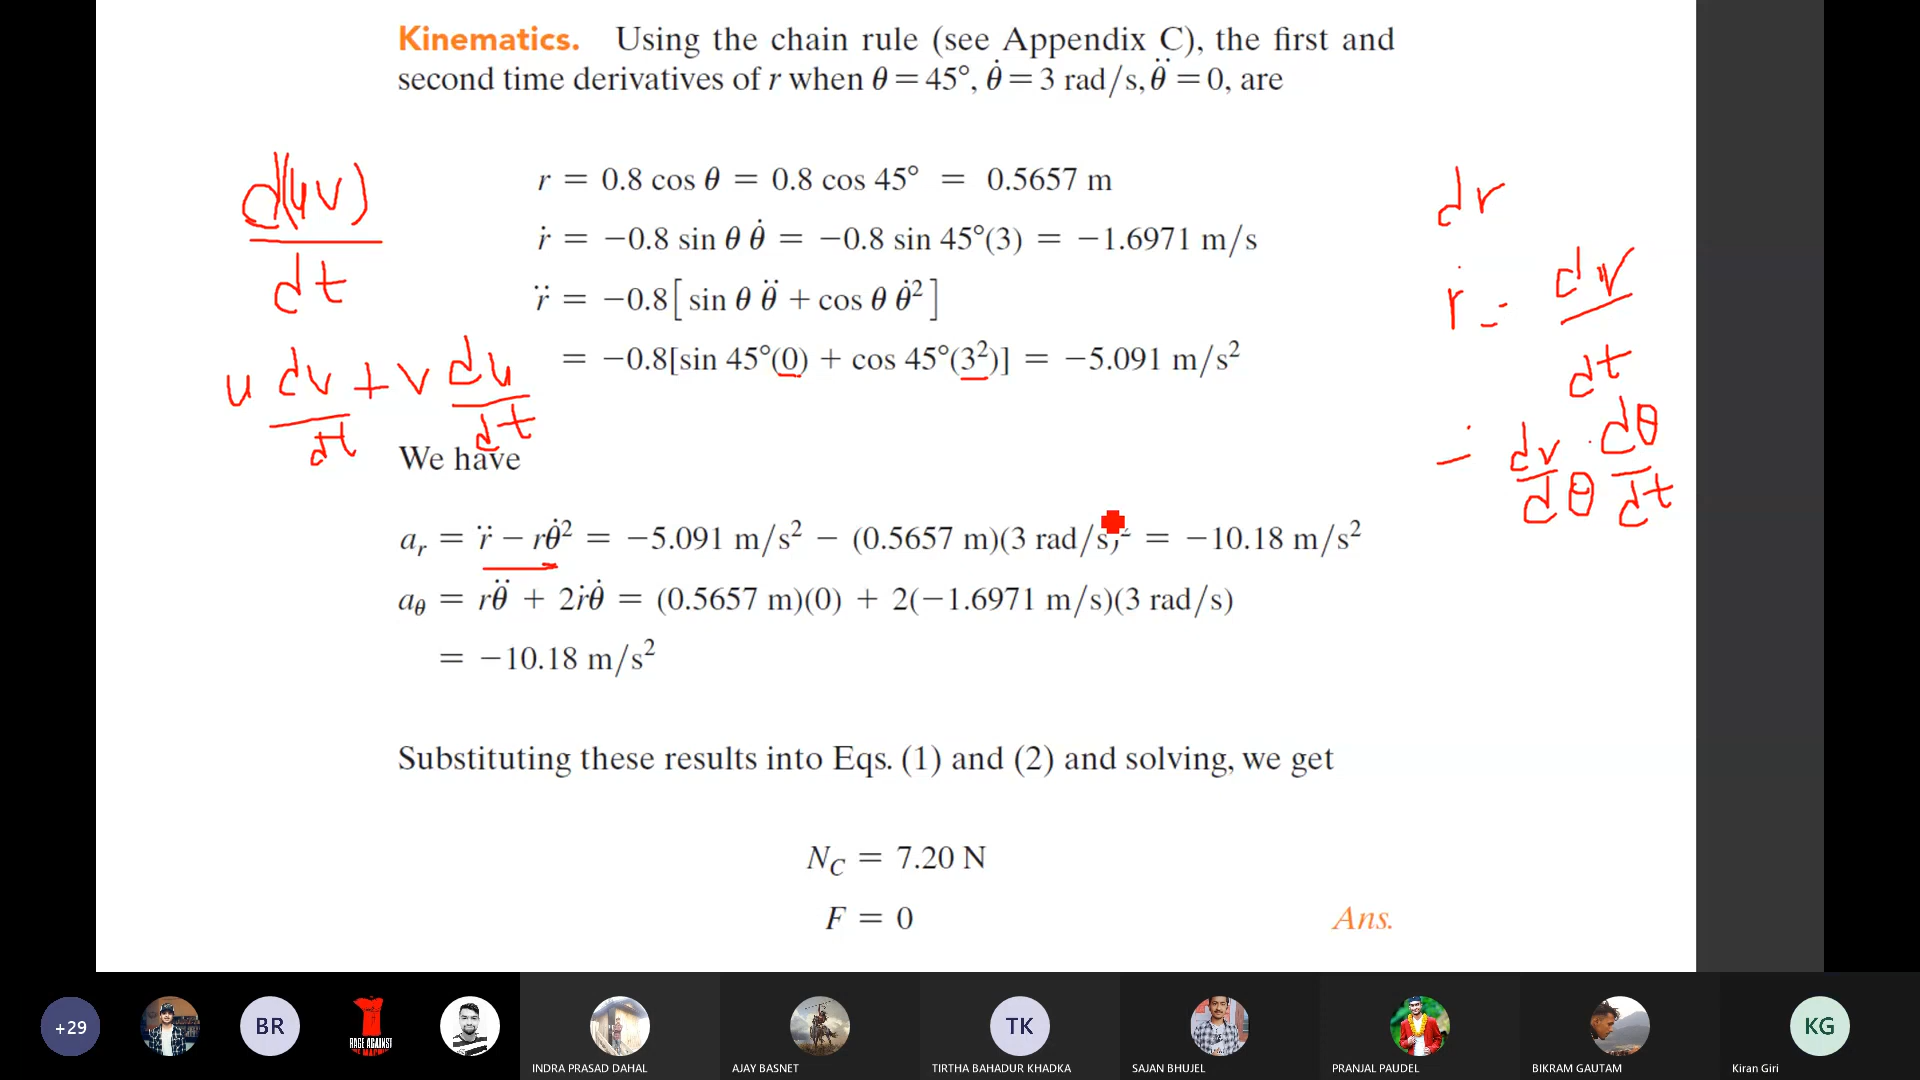 Kinematics. Using the chain rule (see Appendix C), the first and
second time derivatives of r when θ = 45°, θ̇ = 3 rad/s, θ̈ = 0, are
r = 0.8 cos θ = 0.8 cos 45° = 0.5657 m
ṙ = −0.8 sin θ θ̇ = −0.8 sin 45°(3) = −1.6971 m/s
r̈ = −0.8[sin θ θ̈ + cos θ θ̇²]
= −0.8[sin 45°(0) + cos 45°(3²)] = −5.091 m/s²
d(uv)
dt
u dv + v du
dt dt
dr
ṙ = dr
dt
= dr . dθ
dθ dt
We have
aᵣ = r̈ − rθ̇² = −5.091 m/s² − (0.5657 m)(3 rad/s)² = −10.18 m/s²
a_θ = rθ̈ + 2ṙθ̇ = (0.5657 m)(0) + 2(−1.6971 m/s)(3 rad/s)
= −10.18 m/s²
Substituting these results into Eqs. (1) and (2) and solving, we get
N_C = 7.20 N
F = 0 Ans.
+29 BR RAGE AGAINST THE MACHINE TK KG
INDRA PRASAD DAHAL AJAY BASNET TIRTHA BAHADUR KHADKA SAJAN BHUJEL PRANJAL PAUDEL BIKRAM GAUTAM Kiran Giri